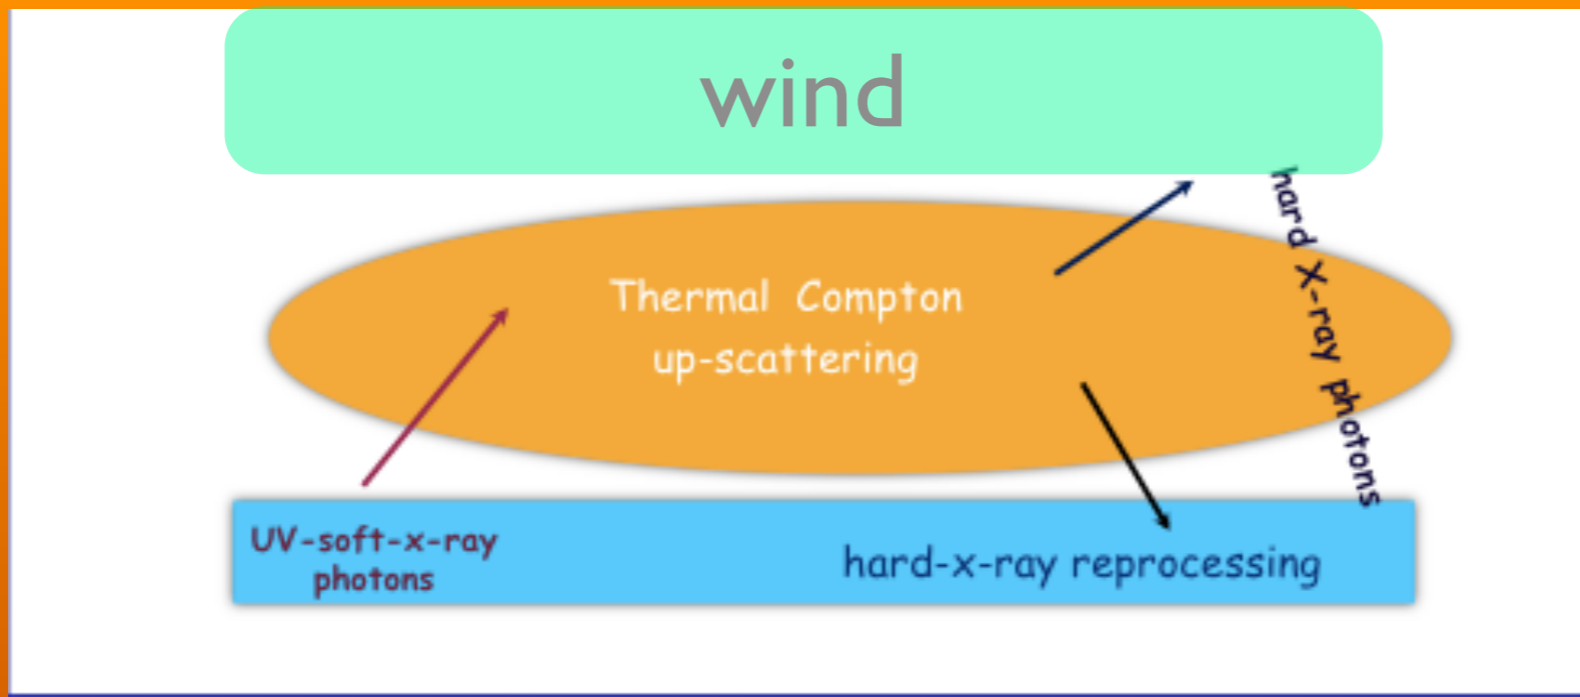 wind
Thermal Compton
up-scattering
hard X-ray photons
UV-soft-x-ray
photons
hard-x-ray reprocessing